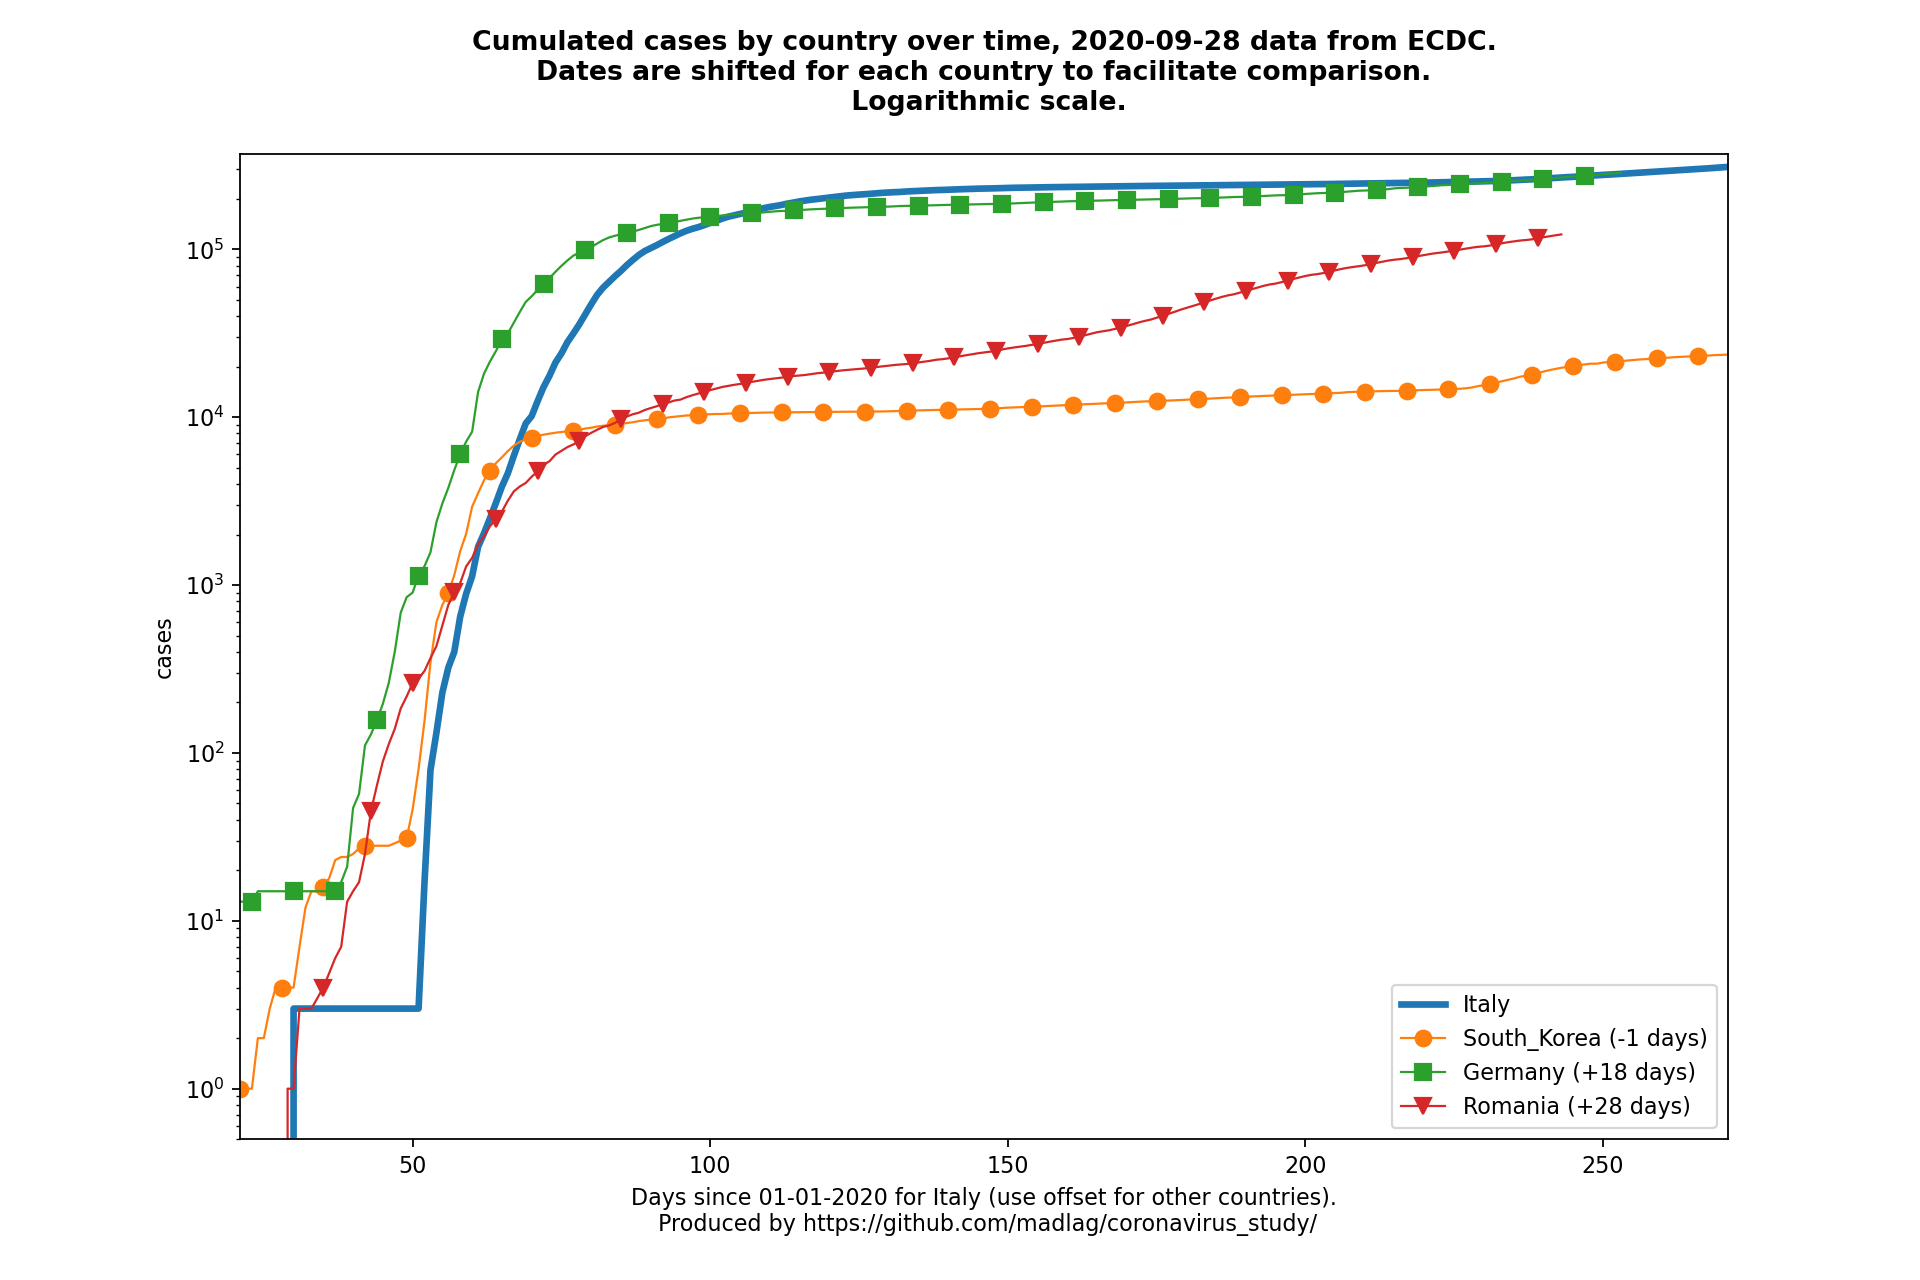 Cumulated cases by country over time, 2020-09-28 data from ECDC.
Dates are shifted for each country to facilitate comparison.
Logarithmic scale.
10^5
10^4
10^3
10^2
10^1
10^0
cases
Italy
South_Korea (-1 days)
Germany (+18 days)
Romania (+28 days)
50 100 150 200 250
Days since 01-01-2020 for Italy (use offset for other countries).
Produced by https://github.com/madlag/coronavirus_study/